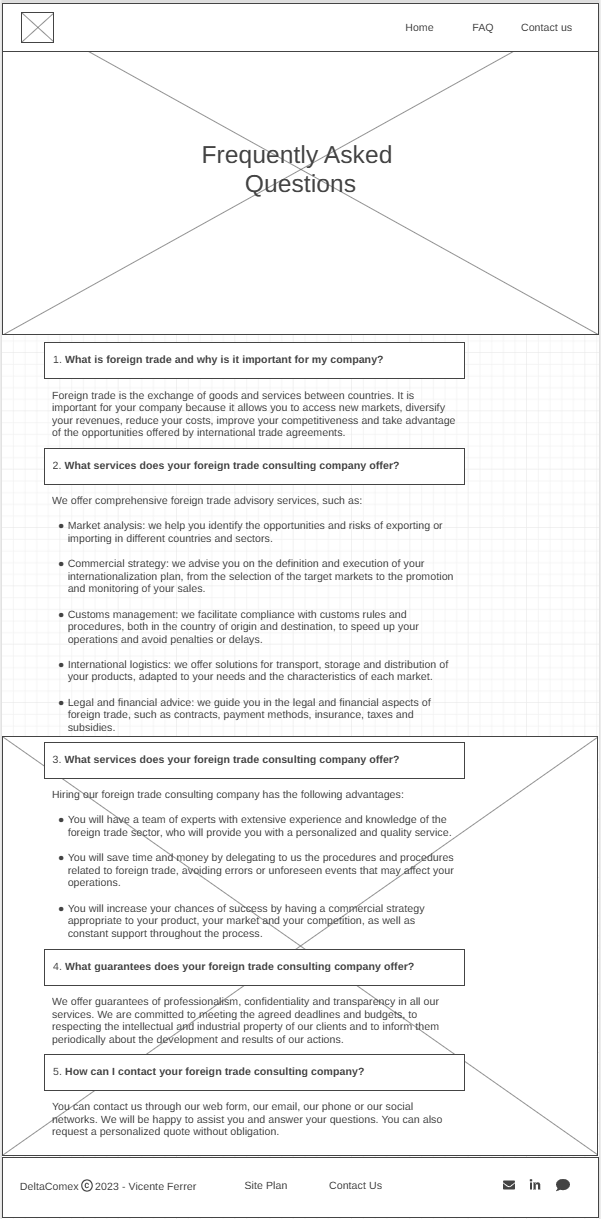 Home FAQ Contact us
Frequently Asked
Questions
1. What is foreign trade and why is it important for my company?
Foreign trade is the exchange of goods and services between countries. It is
important for your company because it allows you to access new markets, diversify
your revenues, reduce your costs, improve your competitiveness and take advantage
of the opportunities offered by international trade agreements.
2. What services does your foreign trade consulting company offer?
We offer comprehensive foreign trade advisory services, such as:
● Market analysis: we help you identify the opportunities and risks of exporting or
importing in different countries and sectors.
● Commercial strategy: we advise you on the definition and execution of your
internationalization plan, from the selection of the target markets to the promotion
and monitoring of your sales.
● Customs management: we facilitate compliance with customs rules and
procedures, both in the country of origin and destination, to speed up your
operations and avoid penalties or delays.
● International logistics: we offer solutions for transport, storage and distribution of
your products, adapted to your needs and the characteristics of each market.
● Legal and financial advice: we guide you in the legal and financial aspects of
foreign trade, such as contracts, payment methods, insurance, taxes and
subsidies.
3. What services does your foreign trade consulting company offer?
Hiring our foreign trade consulting company has the following advantages:
● You will have a team of experts with extensive experience and knowledge of the
foreign trade sector, who will provide you with a personalized and quality service.
● You will save time and money by delegating to us the procedures and procedures
related to foreign trade, avoiding errors or unforeseen events that may affect your
operations.
● You will increase your chances of success by having a commercial strategy
appropriate to your product, your market and your competition, as well as
constant support throughout the process.
4. What guarantees does your foreign trade consulting company offer?
We offer guarantees of professionalism, confidentiality and transparency in all our
services. We are committed to meeting the agreed deadlines and budgets, to
respecting the intellectual and industrial property of our clients and to inform them
periodically about the development and results of our actions.
5. How can I contact your foreign trade consulting company?
You can contact us through our web form, our email, our phone or our social
networks. We will be happy to assist you and answer your questions. You can also
request a personalized quote without obligation.
DeltaComex © 2023 - Vicente Ferrer Site Plan Contact Us in